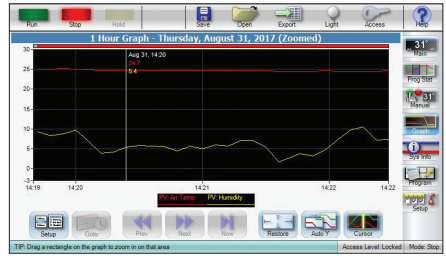 Run Stop Hold Save Open Export Light Access Help
1 Hour Graph - Thursday, August 31, 2017 (Zoomed)
31°
Main
Aug 31, 14:20
24.7
5.4
30
25
20
15
10
5
0
-3
14:19 14:20 14:21 14:22 14:22
Prog Stat
31
Manual
Graph
Sys Info
Program
Setup
PV: Air Temp PV: Humidity
Setup Goto Prev Next Now Restore Auto Y Cursor
TIP: Drag a rectangle on the graph to zoom in on that area Access Level: Locked Mode: Stop